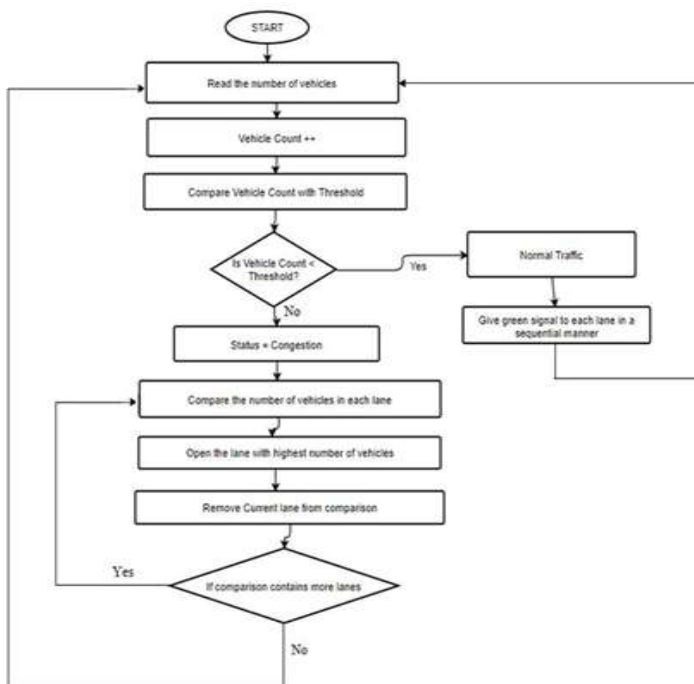 START
Read the number of vehicles
Vehicle Count ++
Compare Vehicle Count with Threshold
Is Vehicle Count <
Threshold?
Yes
Normal Traffic
Give green signal to each lane in a
sequential manner
No
Status = Congestion
Compare the number of vehicles in each lane
Open the lane with highest number of vehicles
Remove Current lane from comparison
If comparison contains more lanes
Yes
No